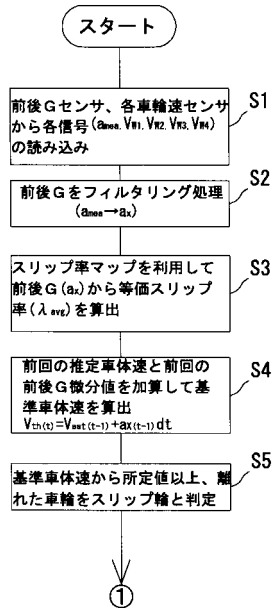 スタート
S1
前後Gセンサ、各車輪速センサ
から各信号(amea,VW1,VW2,VW3,VW4)
の読み込み
S2
前後Gをフィルタリング処理
(amea→ax)
S3
スリップ率マップを利用して
前後G(ax)から等価スリップ
率(λavg)を算出
S4
前回の推定車体速と前回の
前後G微分値を加算して基
準車体速を算出
Vth(t)=Vest(t-1)+ax(t-1)dt
S5
基準車体速から所定値以上、離
れた車輪をスリップ輪と判定
①